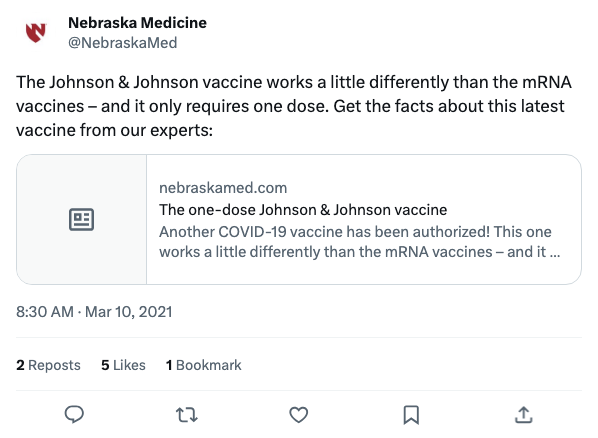 Nebraska Medicine
@NebraskaMed
The Johnson & Johnson vaccine works a little differently than the mRNA
vaccines – and it only requires one dose. Get the facts about this latest
vaccine from our experts:
nebraskamed.com
The one-dose Johnson & Johnson vaccine
Another COVID-19 vaccine has been authorized! This one
works a little differently than the mRNA vaccines – and it ...
8:30 AM · Mar 10, 2021
2 Reposts 5 Likes 1 Bookmark